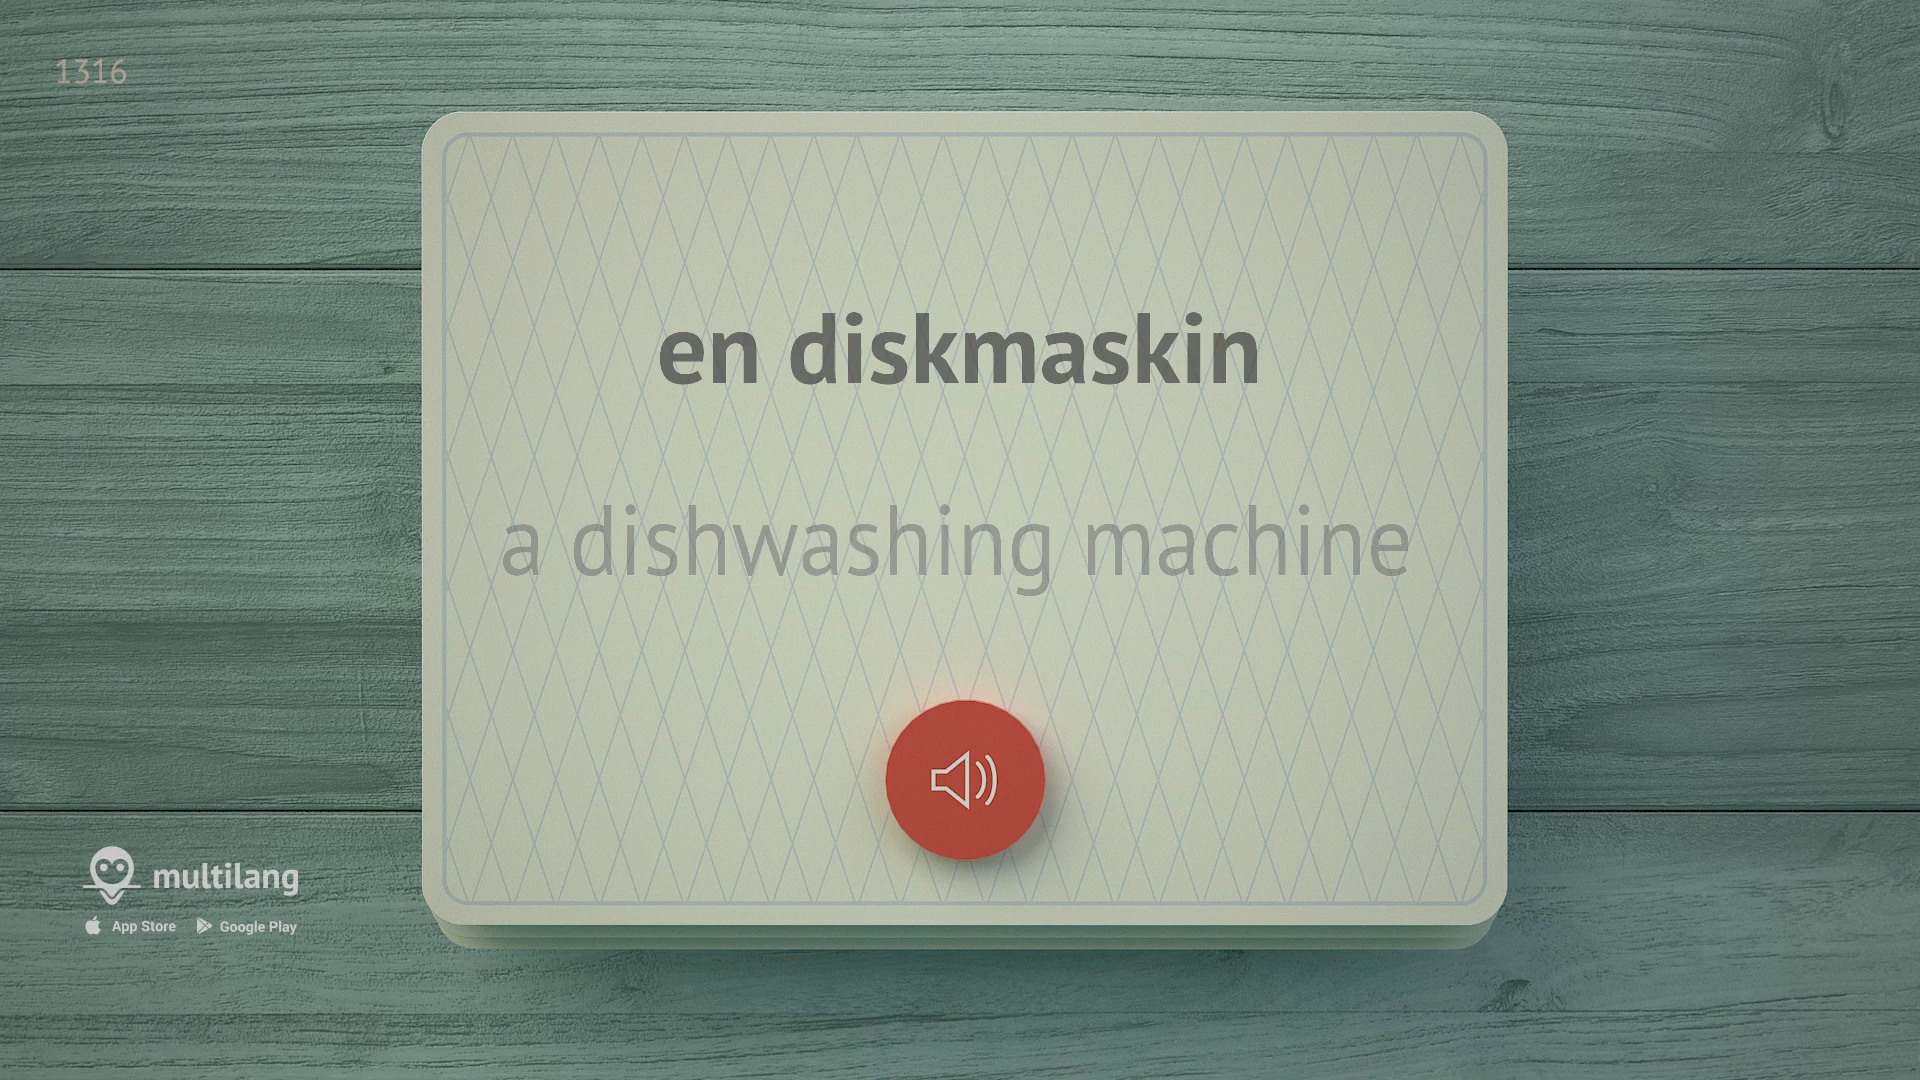 1316
en diskmaskin
a dishwashing machine
multilang
App Store Google Play